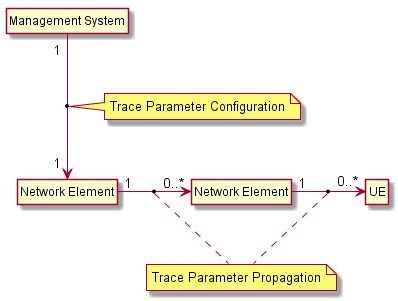 Management System
1
Trace Parameter Configuration
1
Network Element
1
0..*
Network Element
1
0..*
UE
Trace Parameter Propagation